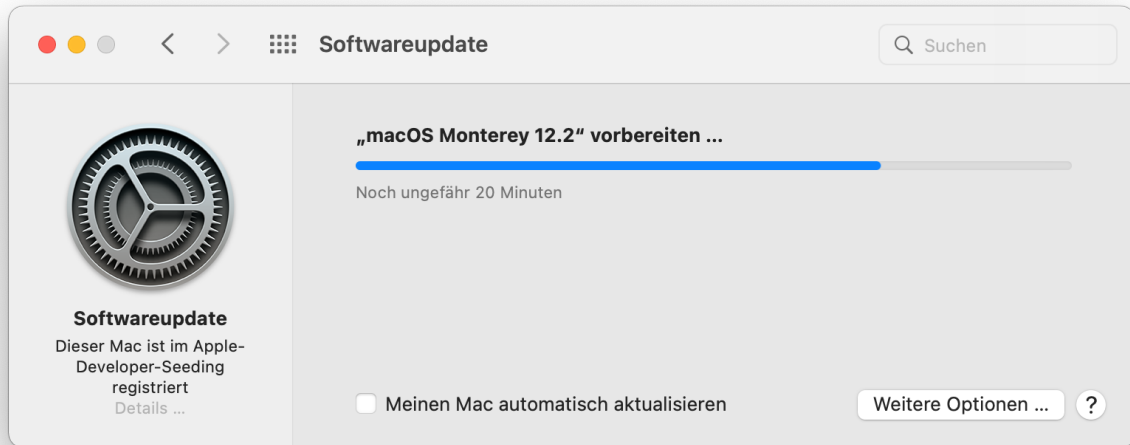 Softwareupdate
Suchen
„macOS Monterey 12.2“ vorbereiten ...
Noch ungefähr 20 Minuten
Softwareupdate
Dieser Mac ist im Apple-
Developer-Seeding
registriert
Details ...
Meinen Mac automatisch aktualisieren
Weitere Optionen ...
?